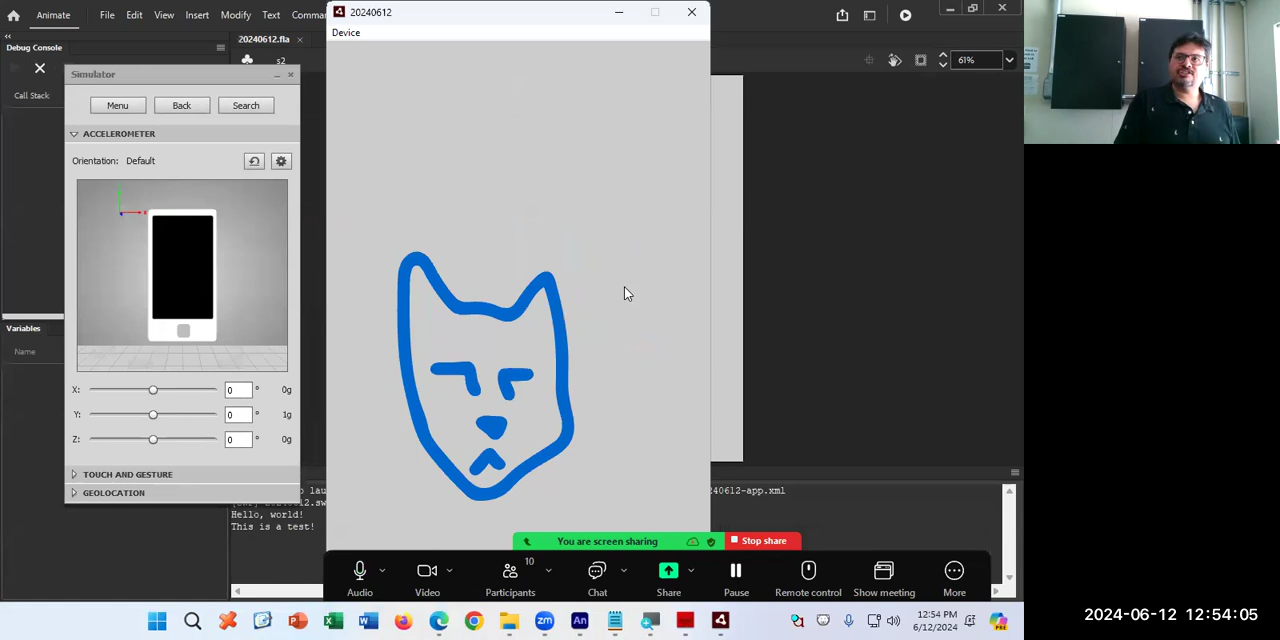 Animate
File Edit View Insert Modify Text Comma
20240612
Device
Debug Console
20240612.fla
s2
61%
Simulator
Call Stack
Menu Back Search
ACCELEROMETER
Orientation: Default
Variables
Name
X: 0 ° 0g
Y: 0 ° 1g
Z: 0 ° 0g
TOUCH AND GESTURE
GEOLOCATION
20240612-app.xml
Hello, world!
This is a test!
You are screen sharing Stop share
10
Audio Video Participants Chat Share Pause Remote control Show meeting More
12:54 PM
6/12/2024
2024-06-12 12:54:05